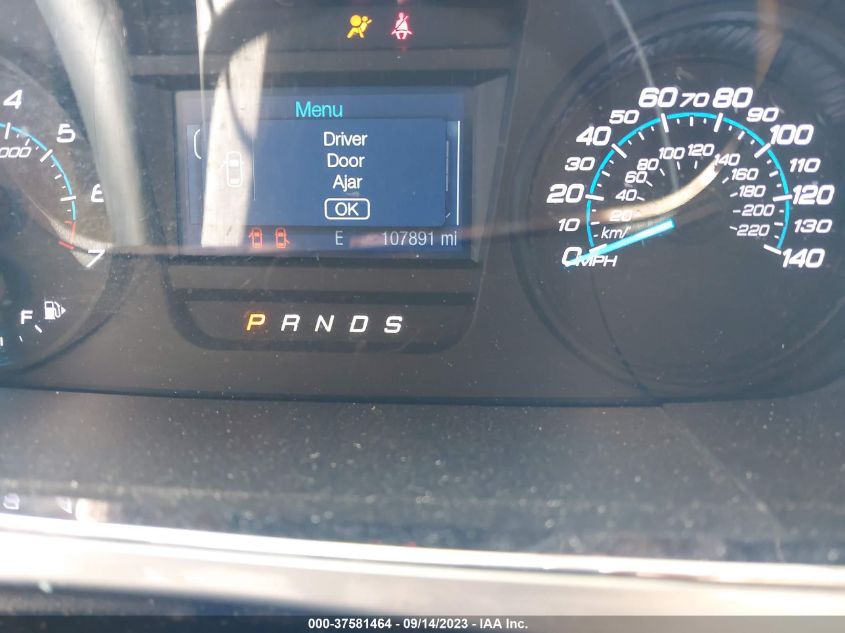 Menu
Driver
Door
Ajar
OK
E 107891 mi
P R N D S
4
5
000
6
7
F
0 10 20 30 40 50 60 70 80 90 100 110 120 130 140
MPH
20 40 60 80 100 120 140 160 180 200 220
km/
000-37581464 - 09/14/2023 - IAA Inc.